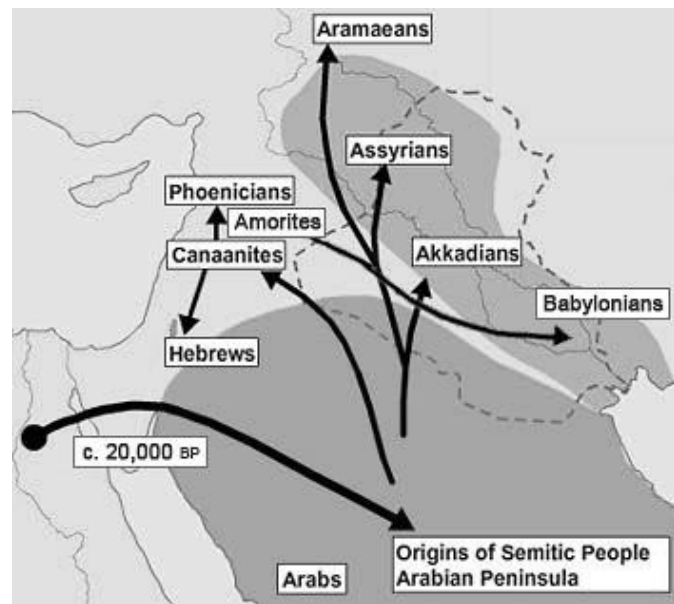 Aramaeans
Assyrians
Phoenicians
Amorites
Canaanites
Akkadians
Babylonians
Hebrews
c. 20,000 BP
Origins of Semitic People
Arabian Peninsula
Arabs